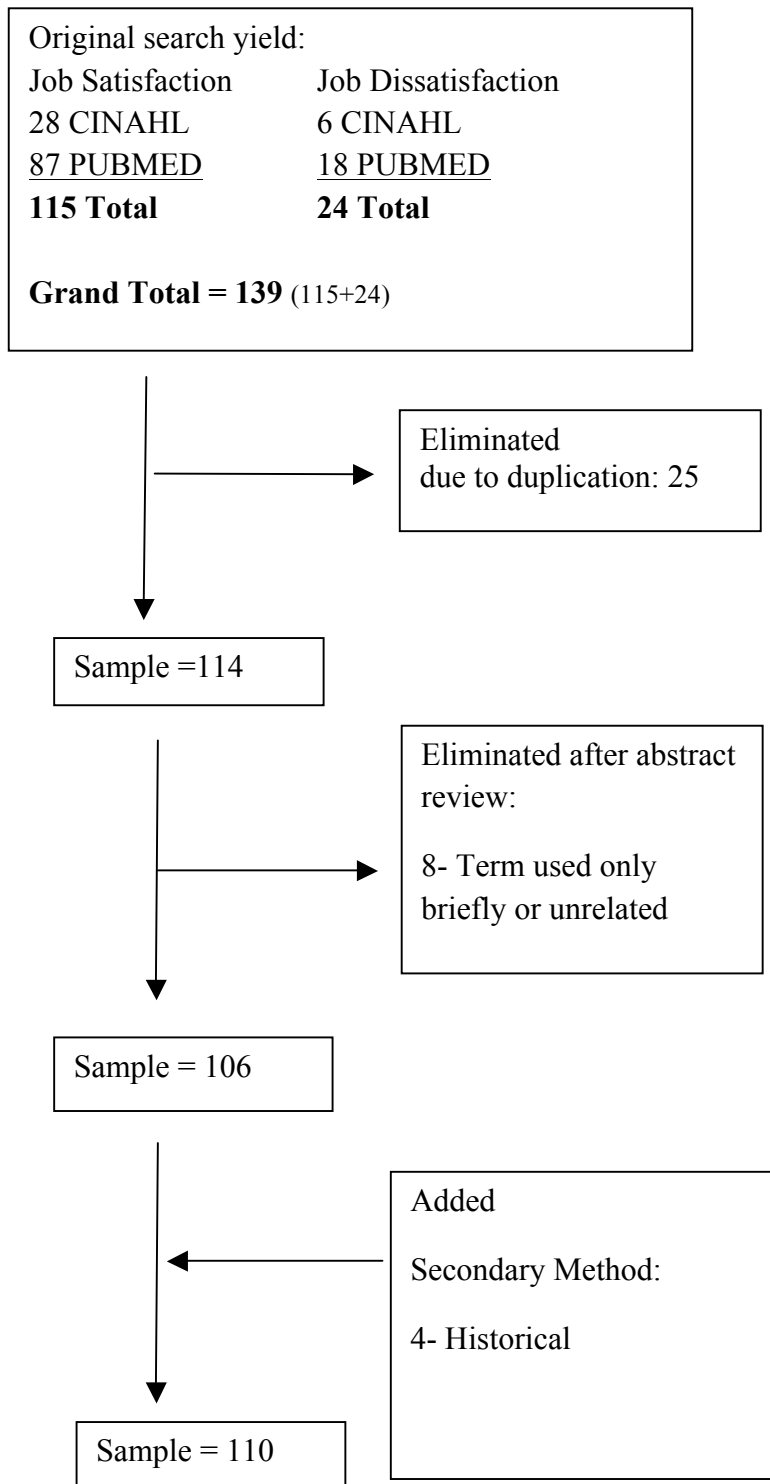 Original search yield:
Job Satisfaction Job Dissatisfaction
28 CINAHL 6 CINAHL
87 PUBMED 18 PUBMED
115 Total 24 Total
Grand Total = 139 (115+24)
Eliminated
due to duplication: 25
Sample =114
Eliminated after abstract
review:
8- Term used only
briefly or unrelated
Sample = 106
Added
Secondary Method:
4- Historical
Sample = 110